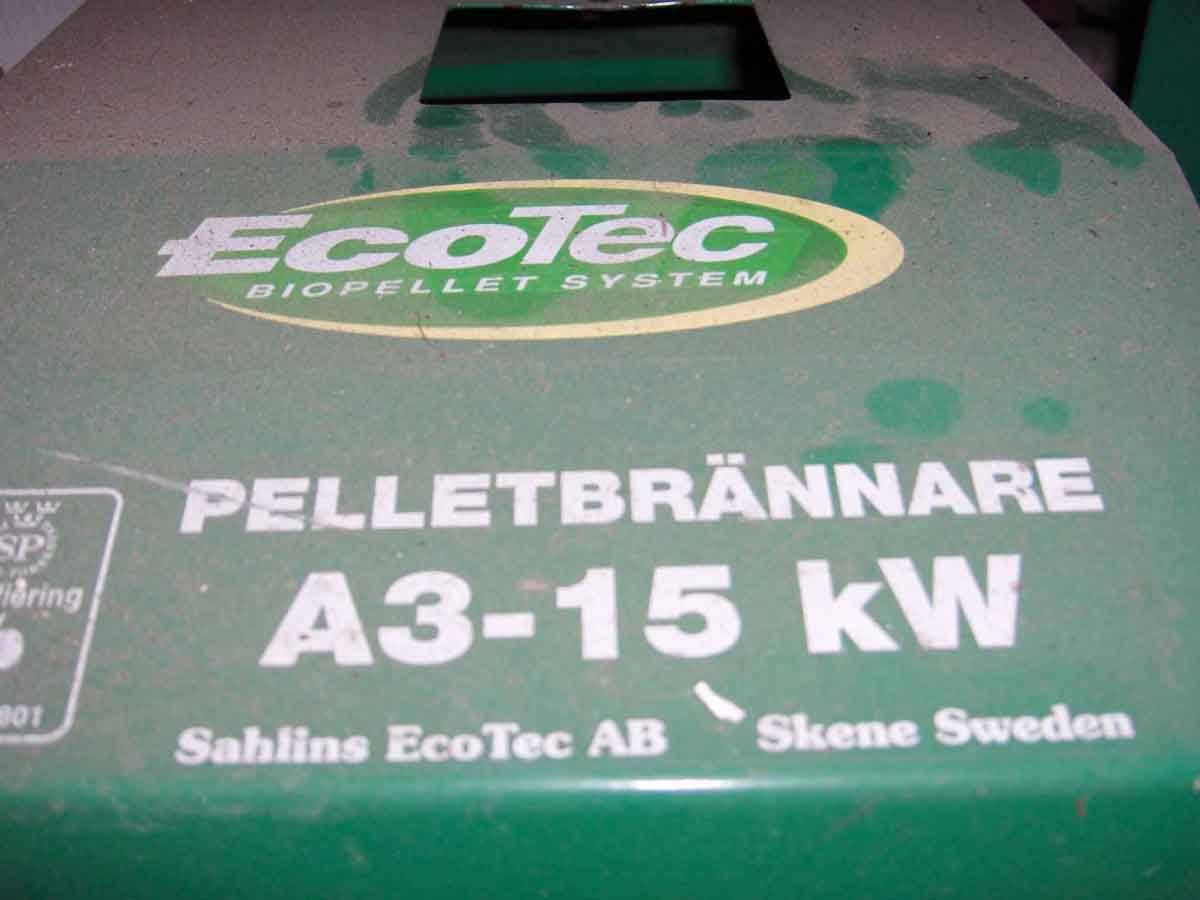 EcoTec
BIOPELLET SYSTEM
PELLETBRÄNNARE
A3-15 kW
SP
Sahlins EcoTec AB Skene Sweden